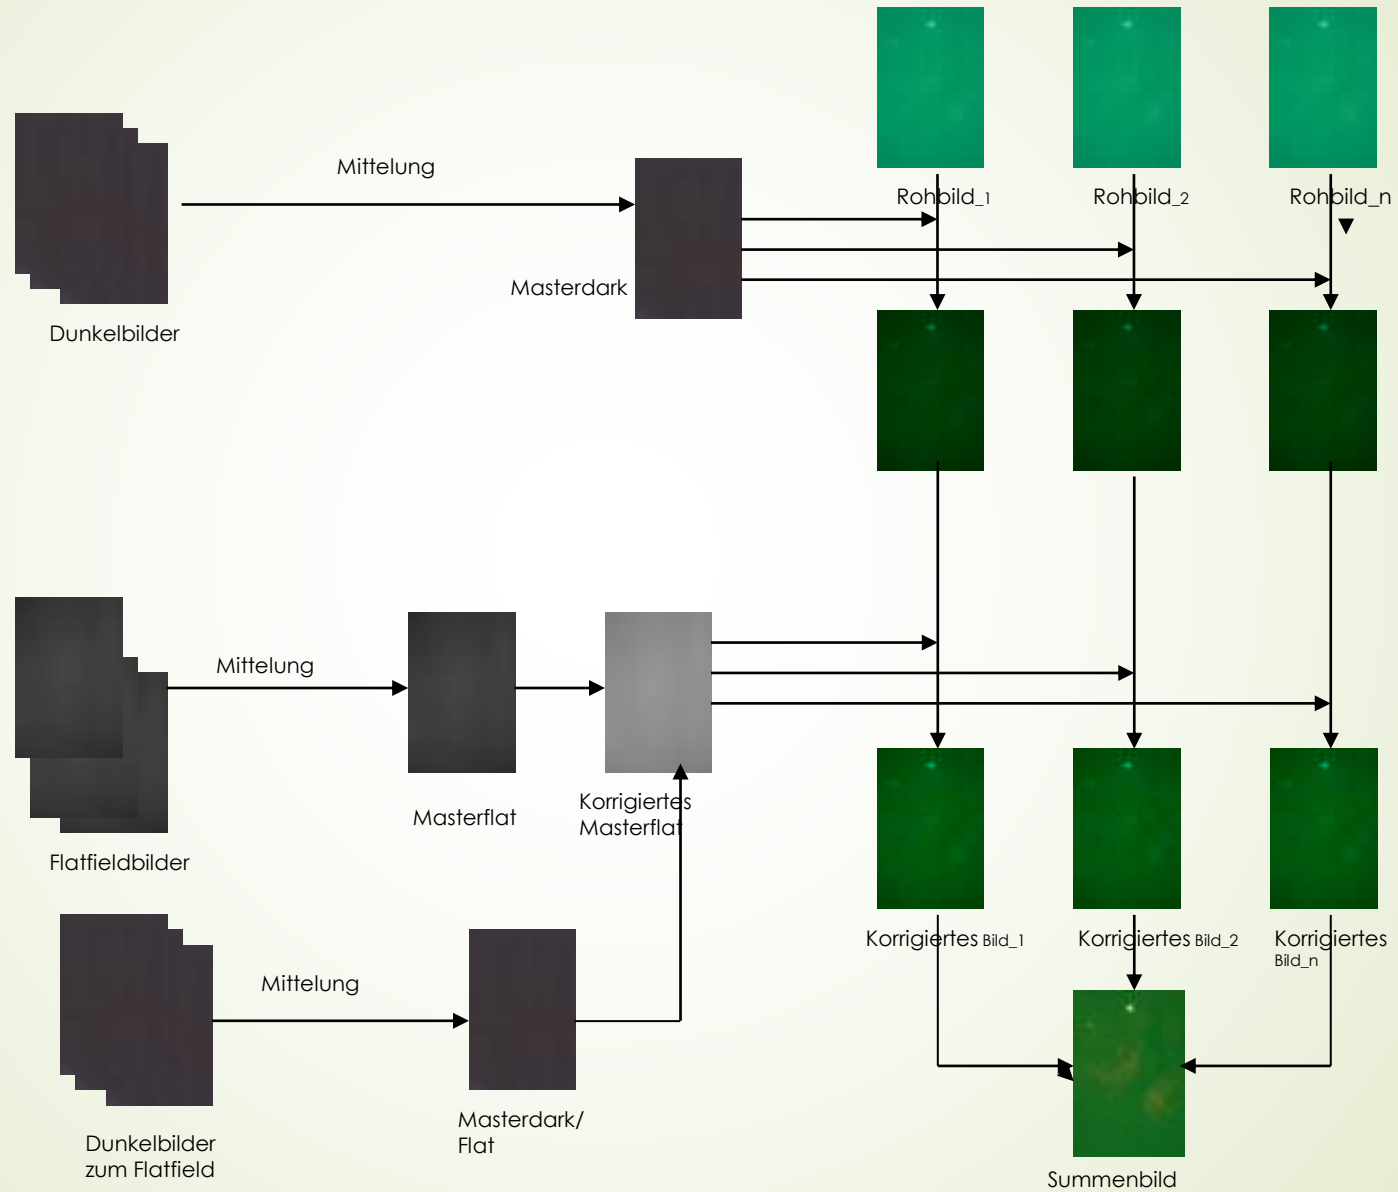 Mittelung
Rohbild_1
Rohbild_2
Rohbild_n
Masterdark
Dunkelbilder
Mittelung
Masterflat
Korrigiertes
Masterflat
Flatfieldbilder
Korrigiertes Bild_1
Korrigiertes Bild_2
Korrigiertes
Bild_n
Mittelung
Masterdark/
Flat
Dunkelbilder
zum Flatfield
Summenbild